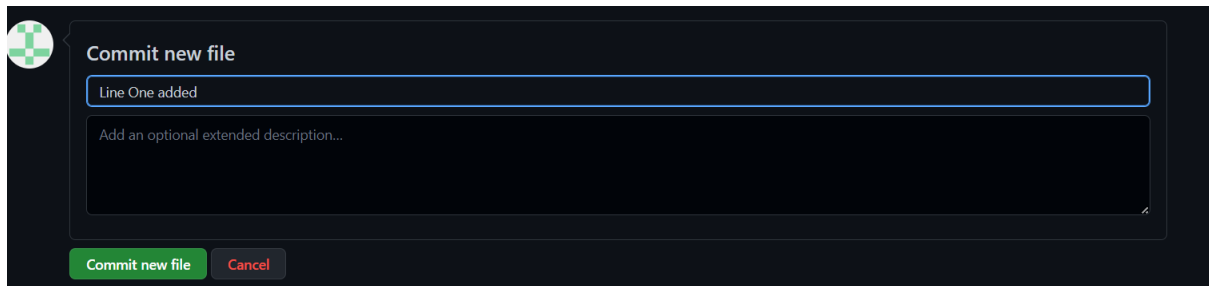 Commit new file
Line One added
Add an optional extended description...
Commit new file
Cancel